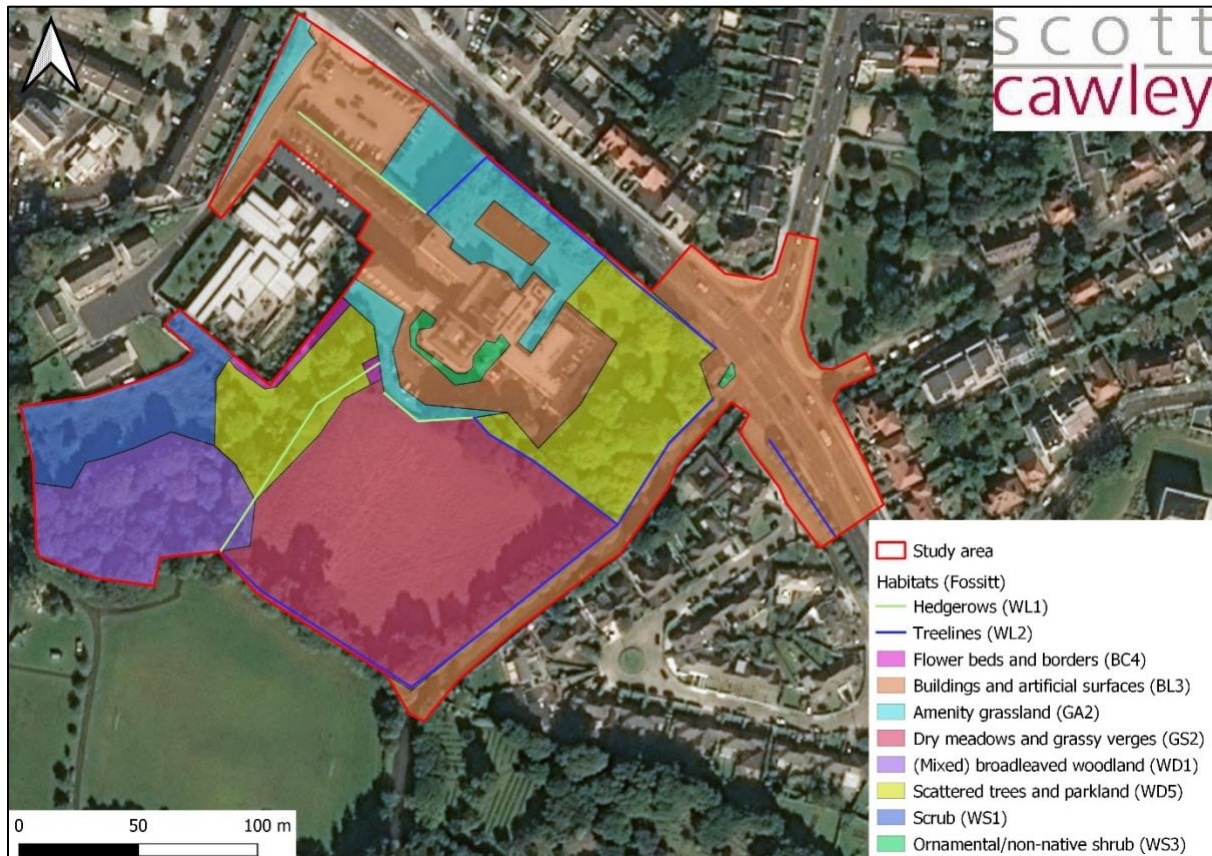 scott
cawley
Study area
Habitats (Fossitt)
Hedgerows (WL1)
Treelines (WL2)
Flower beds and borders (BC4)
Buildings and artificial surfaces (BL3)
Amenity grassland (GA2)
Dry meadows and grassy verges (GS2)
(Mixed) broadleaved woodland (WD1)
Scattered trees and parkland (WD5)
Scrub (WS1)
Ornamental/non-native shrub (WS3)
0 50 100 m